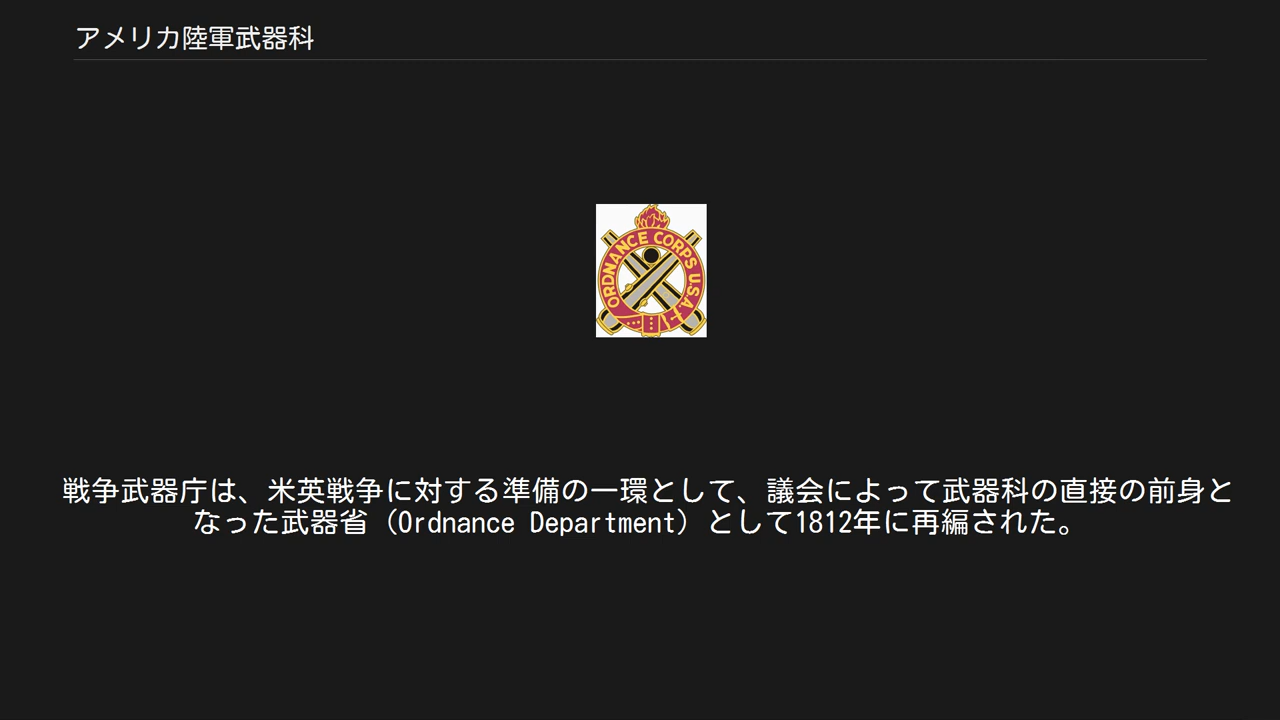 アメリカ陸軍武器科
ORDNANCE CORPS U.S.A.
戦争武器庁は、米英戦争に対する準備の一環として、議会によって武器科の直接の前身と
なった武器省（Ordnance Department）として1812年に再編された。